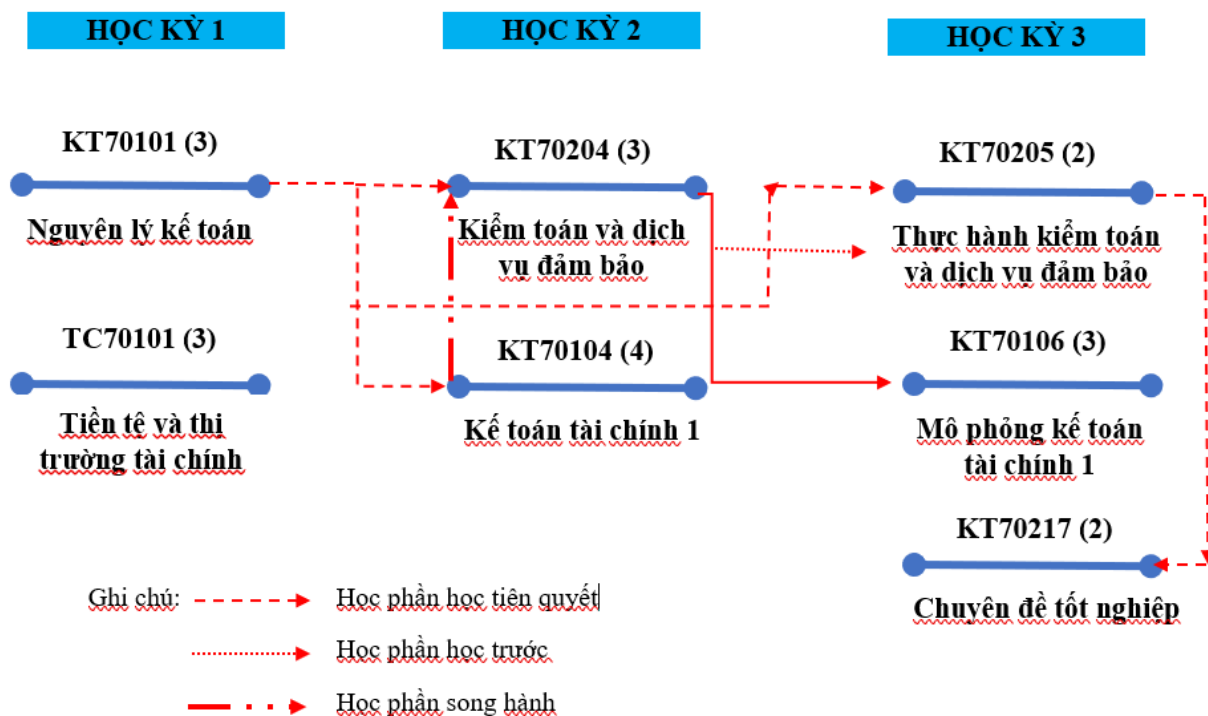 HỌC KỲ 1
HỌC KỲ 2
HỌC KỲ 3
KT70101 (3)
Nguyên lý kế toán
KT70204 (3)
Kiểm toán và dịch
vụ đảm bảo
KT70205 (2)
Thực hành kiểm toán
và dịch vụ đảm bảo
TC70101 (3)
Tiền tệ và thị
trường tài chính
KT70104 (4)
Kế toán tài chính 1
KT70106 (3)
Mô phỏng kế toán
tài chính 1
KT70217 (2)
Chuyên đề tốt nghiệp
Ghi chú:
Học phần học tiên quyết
Học phần học trước
Học phần song hành